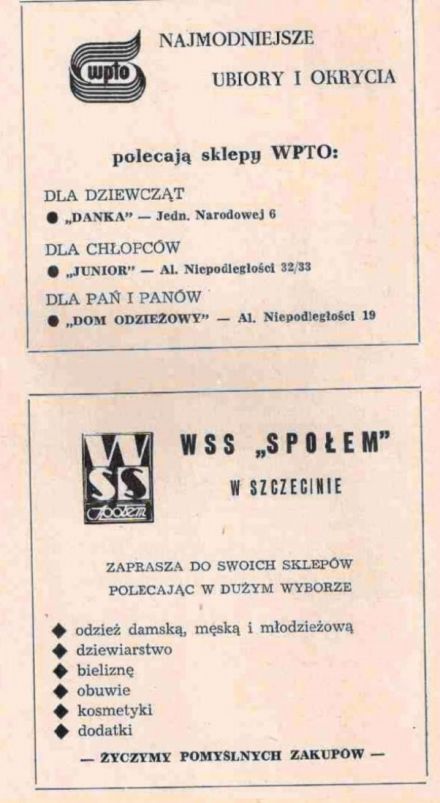 wpto
NAJMODNIEJSZE
UBIORY I OKRYCIA
polecają sklepy WPTO:
DLA DZIEWCZĄT
● „DANKA” — Jedn. Narodowej 6
DLA CHŁOPCÓW
● „JUNIOR” — Al. Niepodległości 32/33
DLA PAŃ I PANÓW
● „DOM ODZIEŻOWY” — Al. Niepodległości 19
WSS
Społem
WSS „SPOŁEM”
W SZCZECINIE
ZAPRASZA DO SWOICH SKLEPÓW
POLECAJĄC W DUŻYM WYBORZE
◆ odzież damską, męską i młodzieżową
◆ dziewiarstwo
◆ bieliznę
◆ obuwie
◆ kosmetyki
◆ dodatki
— ŻYCZYMY POMYŚLNYCH ZAKUPÓW —